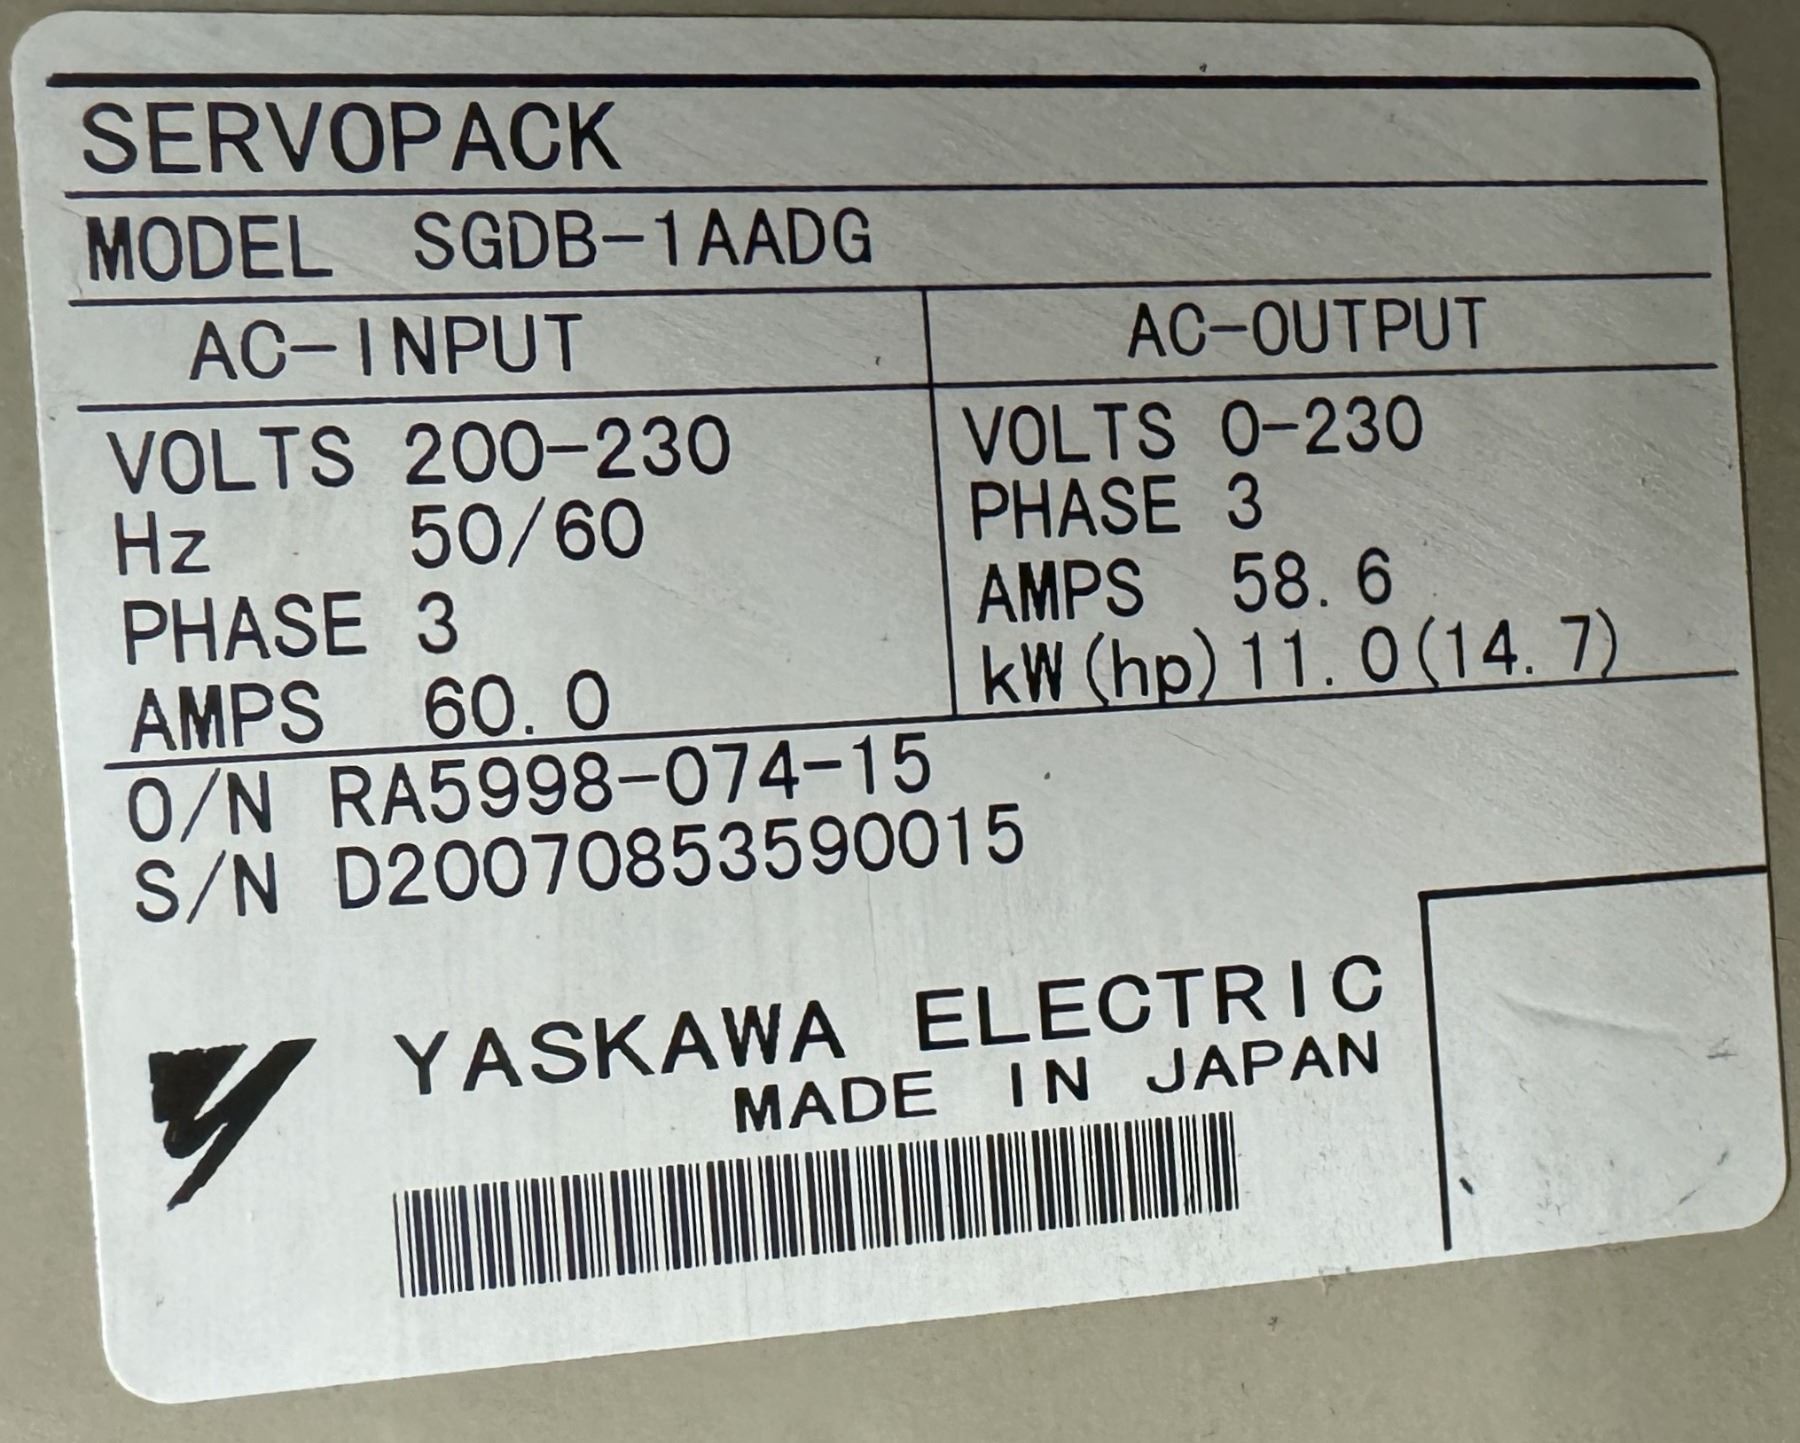 SERVOPACK
MODEL SGDB-1AADG
AC-INPUT
VOLTS 200-230
Hz 50/60
PHASE 3
AMPS 60.0
AC-OUTPUT
VOLTS 0-230
PHASE 3
AMPS 58.6
kW(hp) 11.0(14.7)
O/N RA5998-074-15
S/N D20070853590015
YASKAWA ELECTRIC
MADE IN JAPAN